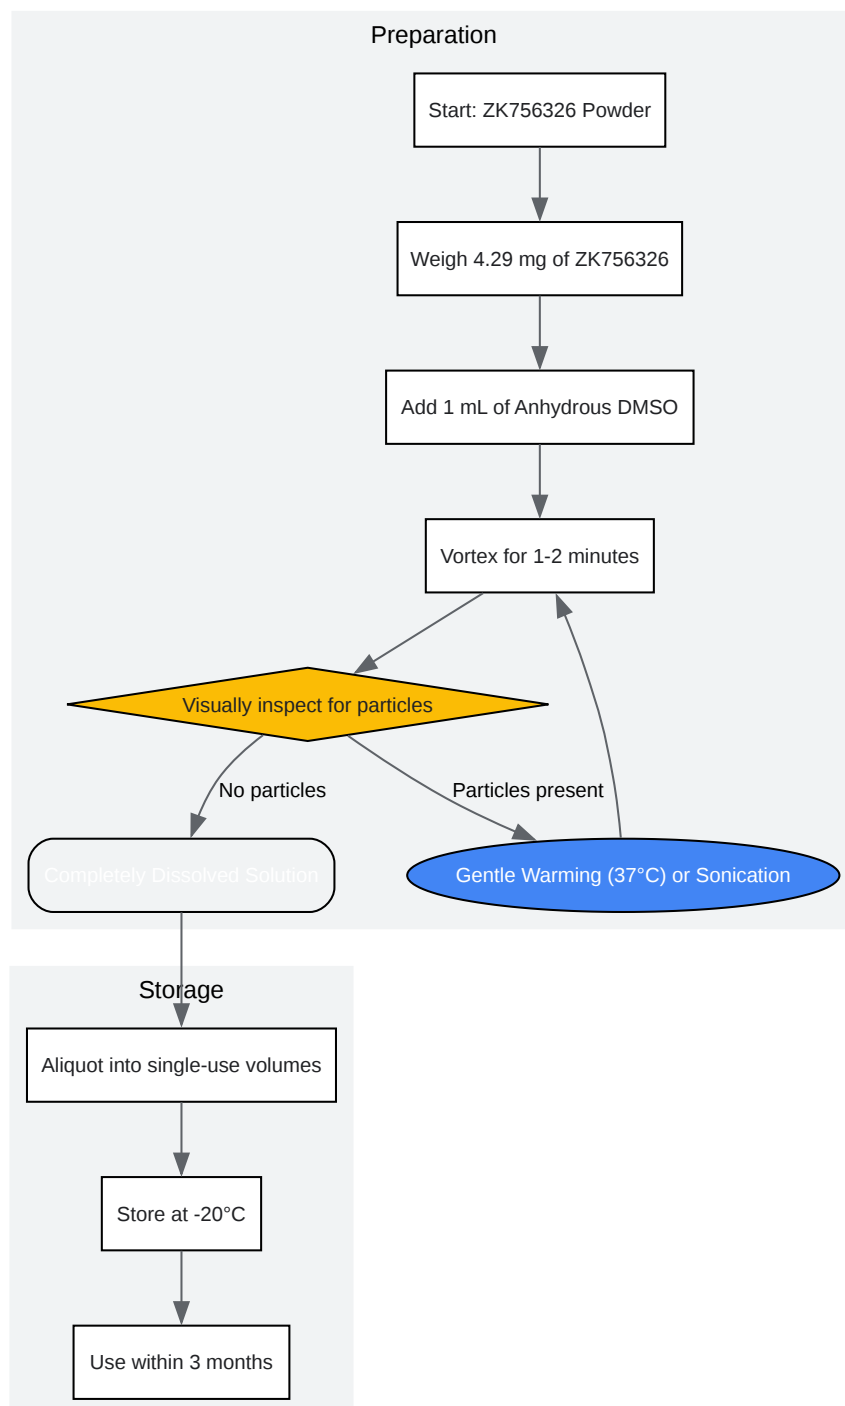 Preparation
Start: ZK756326 Powder
Weigh 4.29 mg of ZK756326
Add 1 mL of Anhydrous DMSO
Vortex for 1-2 minutes
Visually inspect for particles
No particles
Particles present
Completely Dissolved Solution
Gentle Warming (37°C) or Sonication
Storage
Aliquot into single-use volumes
Store at -20°C
Use within 3 months